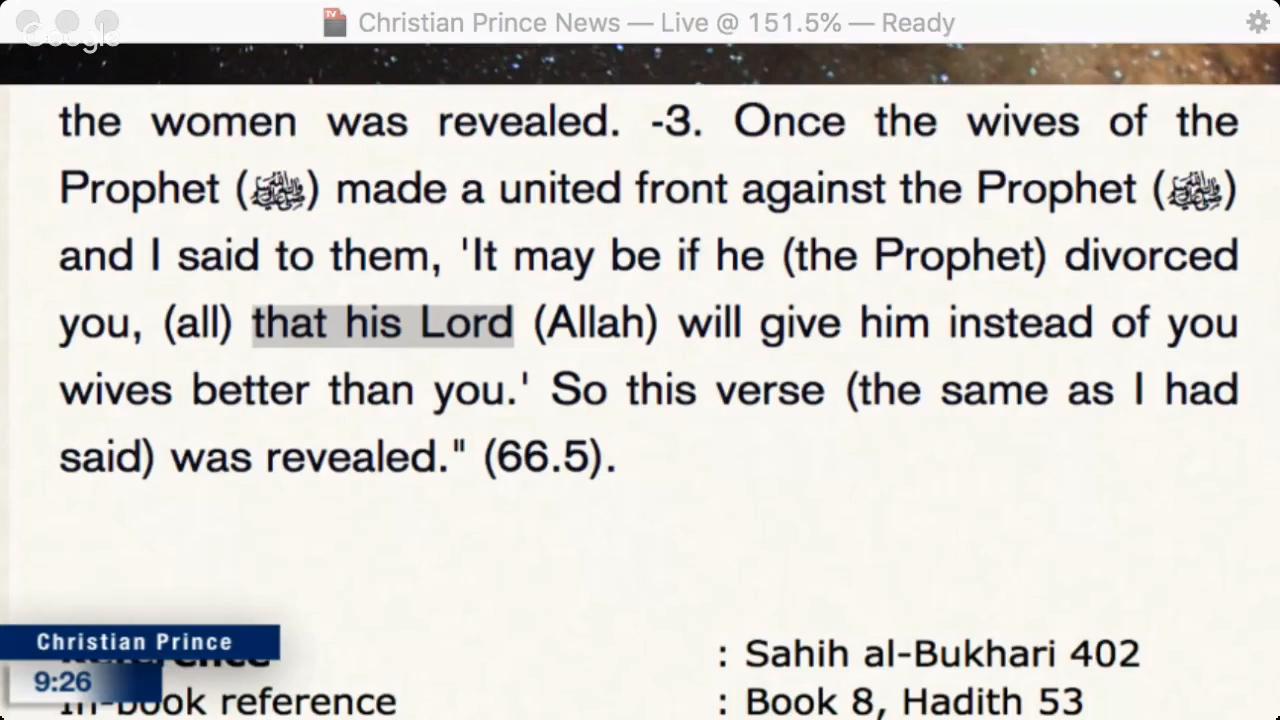 Christian Prince News — Live @ 151.5% — Ready
Google
the women was revealed. -3. Once the wives of the
Prophet (ﷺ) made a united front against the Prophet (ﷺ)
and I said to them, 'It may be if he (the Prophet) divorced
you, (all) that his Lord (Allah) will give him instead of you
wives better than you.' So this verse (the same as I had
said) was revealed." (66.5).
Christian Prince
: Sahih al-Bukhari 402
9:26
In-book reference : Book 8, Hadith 53